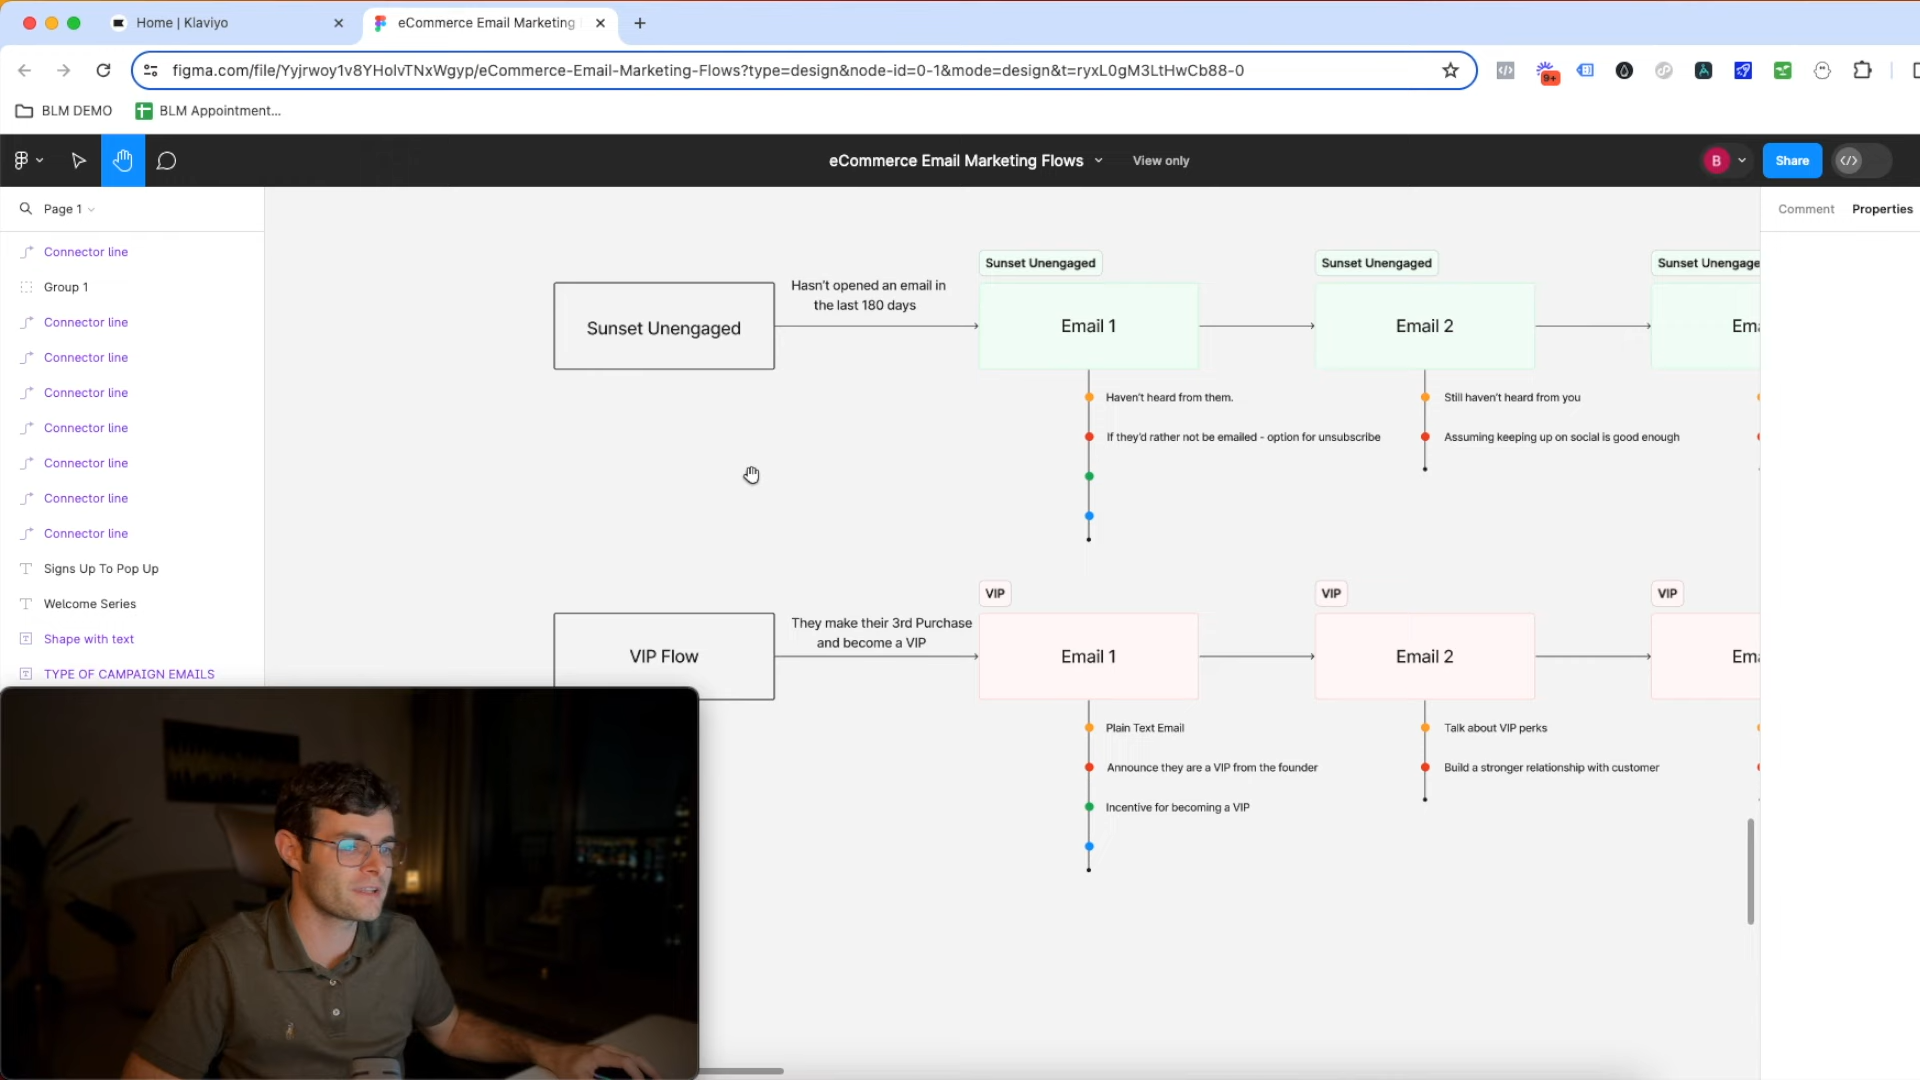 Home | Klaviyo
eCommerce Email Marketing
figma.com/file/Yyjrwoy1v8YHolvTNxWgyp/eCommerce-Email-Marketing-Flows?type=design&node-id=0-1&mode=design&t=ryxL0gM3LtHwCb88-0
9+
BLM DEMO
BLM Appointment...
eCommerce Email Marketing Flows
View only
B
Share
Page 1
Comment
Properties
Connector line
Group 1
Connector line
Connector line
Connector line
Connector line
Connector line
Connector line
Connector line
Signs Up To Pop Up
Welcome Series
Shape with text
TYPE OF CAMPAIGN EMAILS
Sunset Unengaged
Hasn't opened an email in
the last 180 days
Sunset Unengaged
Email 1
Haven't heard from them.
If they'd rather not be emailed - option for unsubscribe
Sunset Unengaged
Email 2
Still haven't heard from you
Assuming keeping up on social is good enough
Sunset Unengage
Ema
VIP Flow
They make their 3rd Purchase
and become a VIP
VIP
Email 1
Plain Text Email
Announce they are a VIP from the founder
Incentive for becoming a VIP
VIP
Email 2
Talk about VIP perks
Build a stronger relationship with customer
VIP
Ema